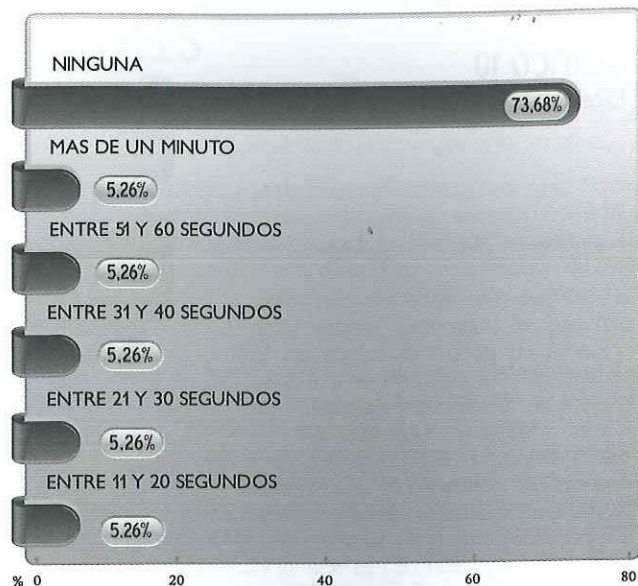 NINGUNA
73,68%
MAS DE UN MINUTO
5,26%
ENTRE 51 Y 60 SEGUNDOS
5,26%
ENTRE 31 Y 40 SEGUNDOS
5,26%
ENTRE 21 Y 30 SEGUNDOS
5,26%
ENTRE 11 Y 20 SEGUNDOS
5,26%
% 0 20 40 60 80